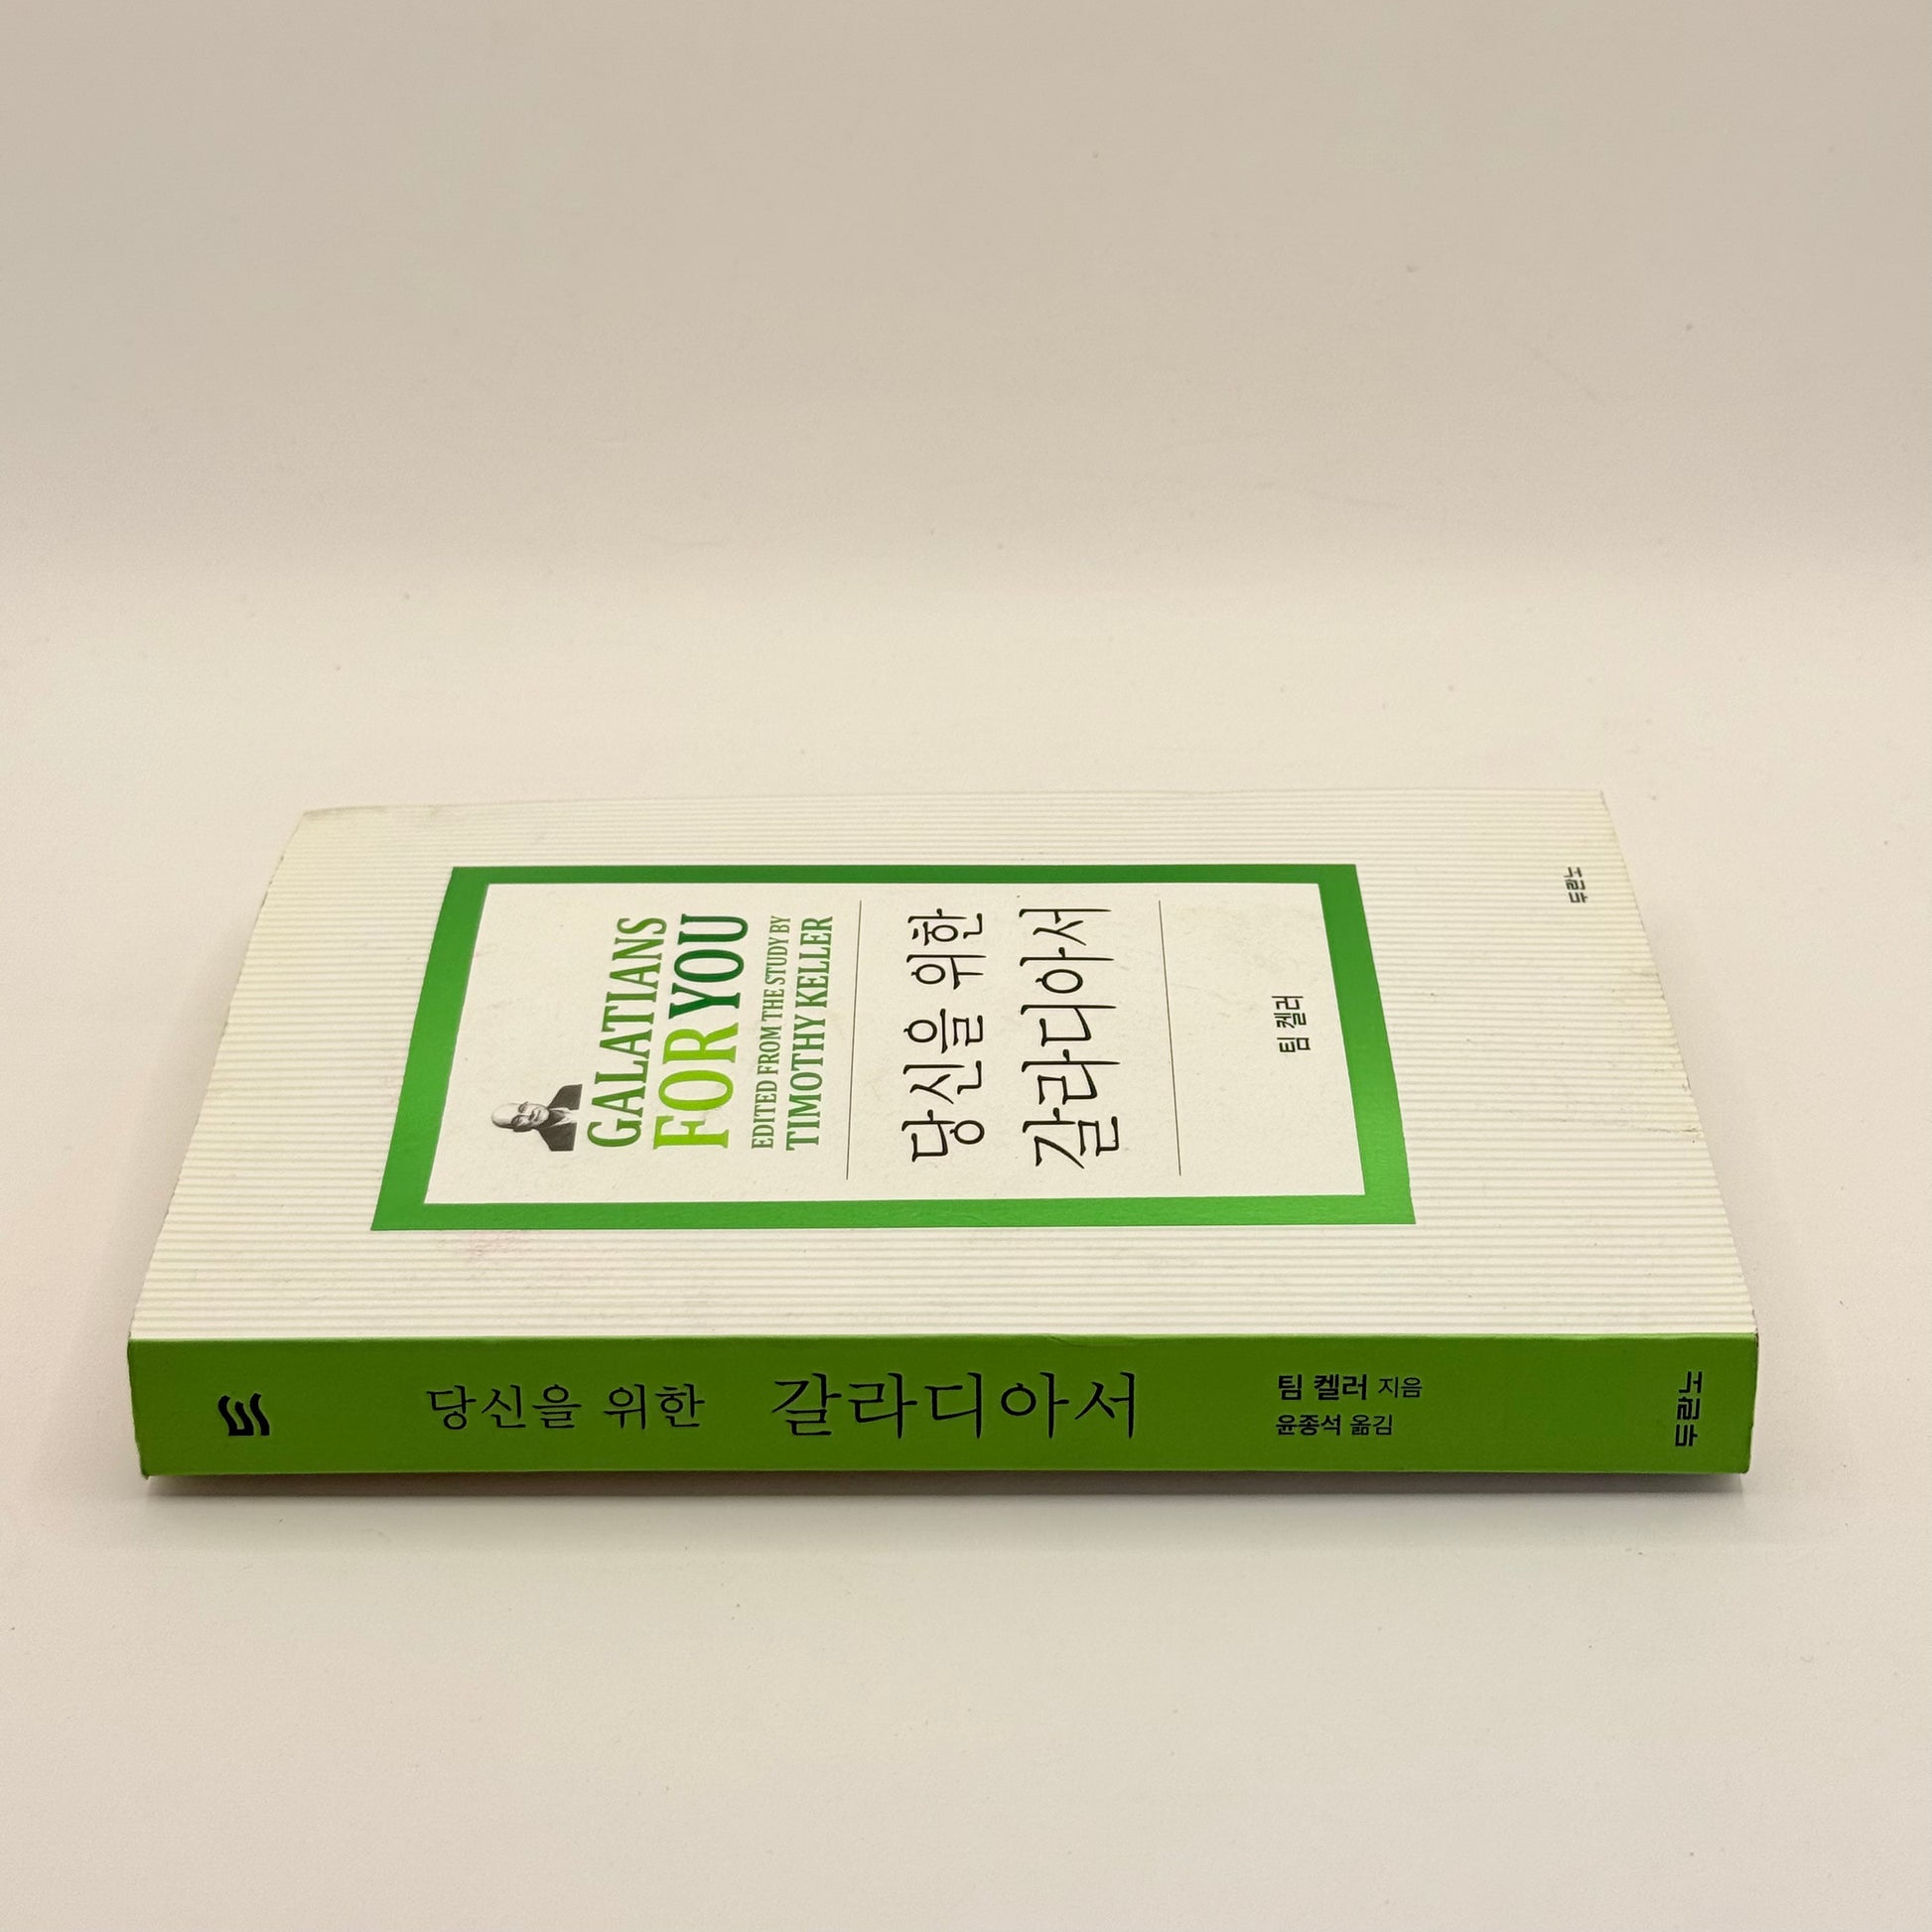 GALATIANS
FOR YOU
EDITED FROM THE STUDY BY
TIMOTHY KELLER
당신을 위한
갈라디아서
팀 켈러
두란노
당신을 위한 갈라디아서
팀 켈러 지음
윤종석 옮김
두란노